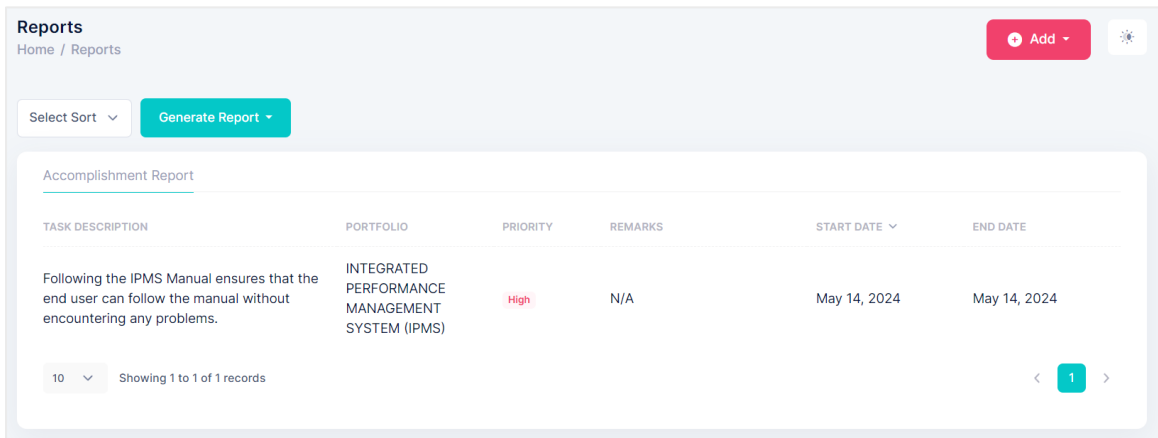 Reports
Home / Reports
Add
Select Sort
Generate Report
Accomplishment Report
TASK DESCRIPTION PORTFOLIO PRIORITY REMARKS START DATE END DATE
Following the IPMS Manual ensures that the
end user can follow the manual without
encountering any problems.
INTEGRATED
PERFORMANCE
MANAGEMENT
SYSTEM (IPMS)
High
N/A
May 14, 2024
May 14, 2024
10
Showing 1 to 1 of 1 records
1